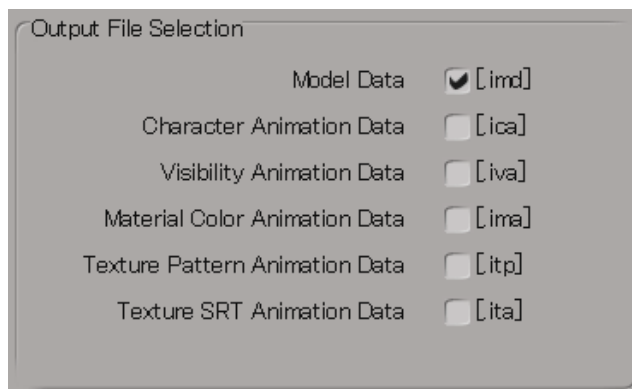 Output File Selection
Model Data [.imd]
Character Animation Data [.ica]
Visibility Animation Data [.iva]
Material Color Animation Data [.ima]
Texture Pattern Animation Data [.itp]
Texture SRT Animation Data [.ita]